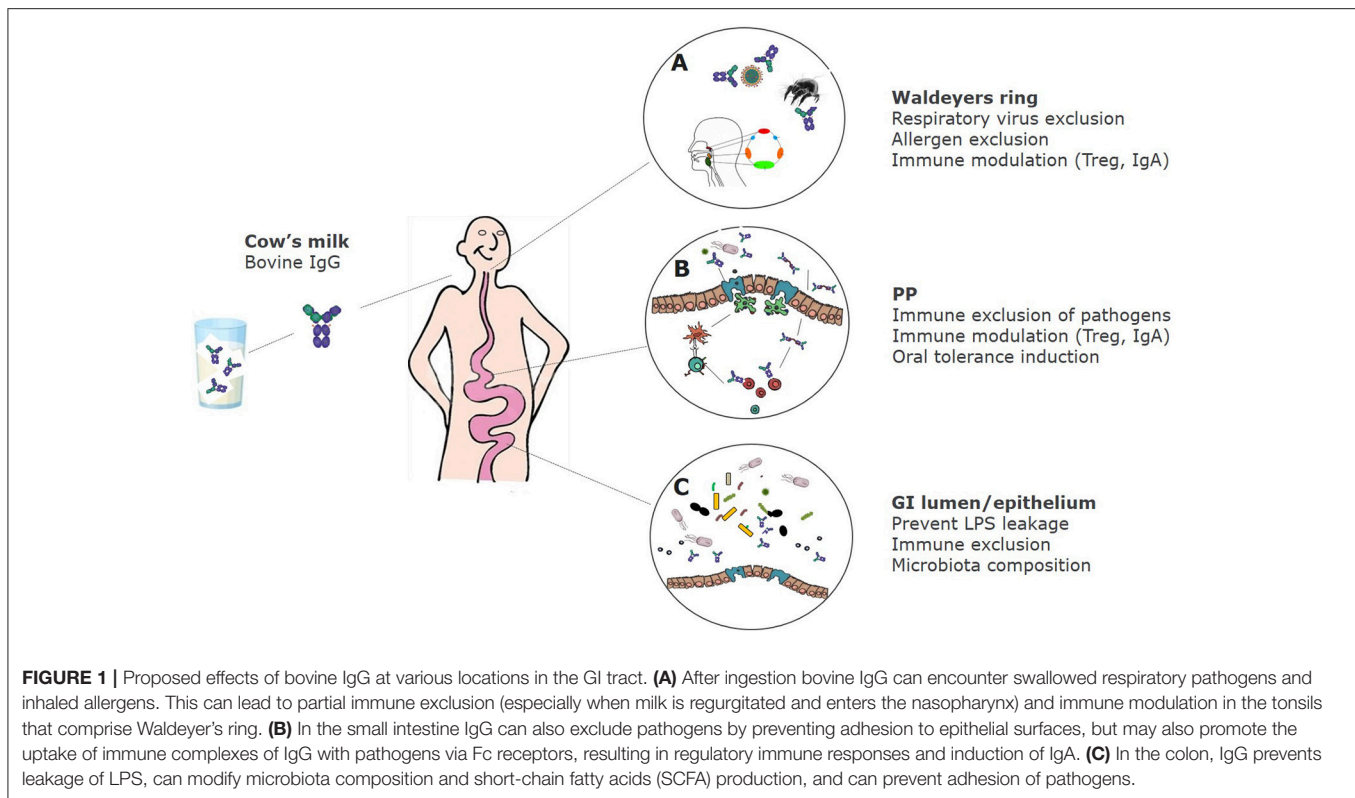 A
Waldeyers ring
Respiratory virus exclusion
Allergen exclusion
Immune modulation (Treg, IgA)
Cow's milk
Bovine IgG
B
PP
Immune exclusion of pathogens
Immune modulation (Treg, IgA)
Oral tolerance induction
C
GI lumen/epithelium
Prevent LPS leakage
Immune exclusion
Microbiota composition
FIGURE 1 | Proposed effects of bovine IgG at various locations in the GI tract. (A) After ingestion bovine IgG can encounter swallowed respiratory pathogens and
inhaled allergens. This can lead to partial immune exclusion (especially when milk is regurgitated and enters the nasopharynx) and immune modulation in the tonsils
that comprise Waldeyer's ring. (B) In the small intestine IgG can also exclude pathogens by preventing adhesion to epithelial surfaces, but may also promote the
uptake of immune complexes of IgG with pathogens via Fc receptors, resulting in regulatory immune responses and induction of IgA. (C) In the colon, IgG prevents
leakage of LPS, can modify microbiota composition and short-chain fatty acids (SCFA) production, and can prevent adhesion of pathogens.